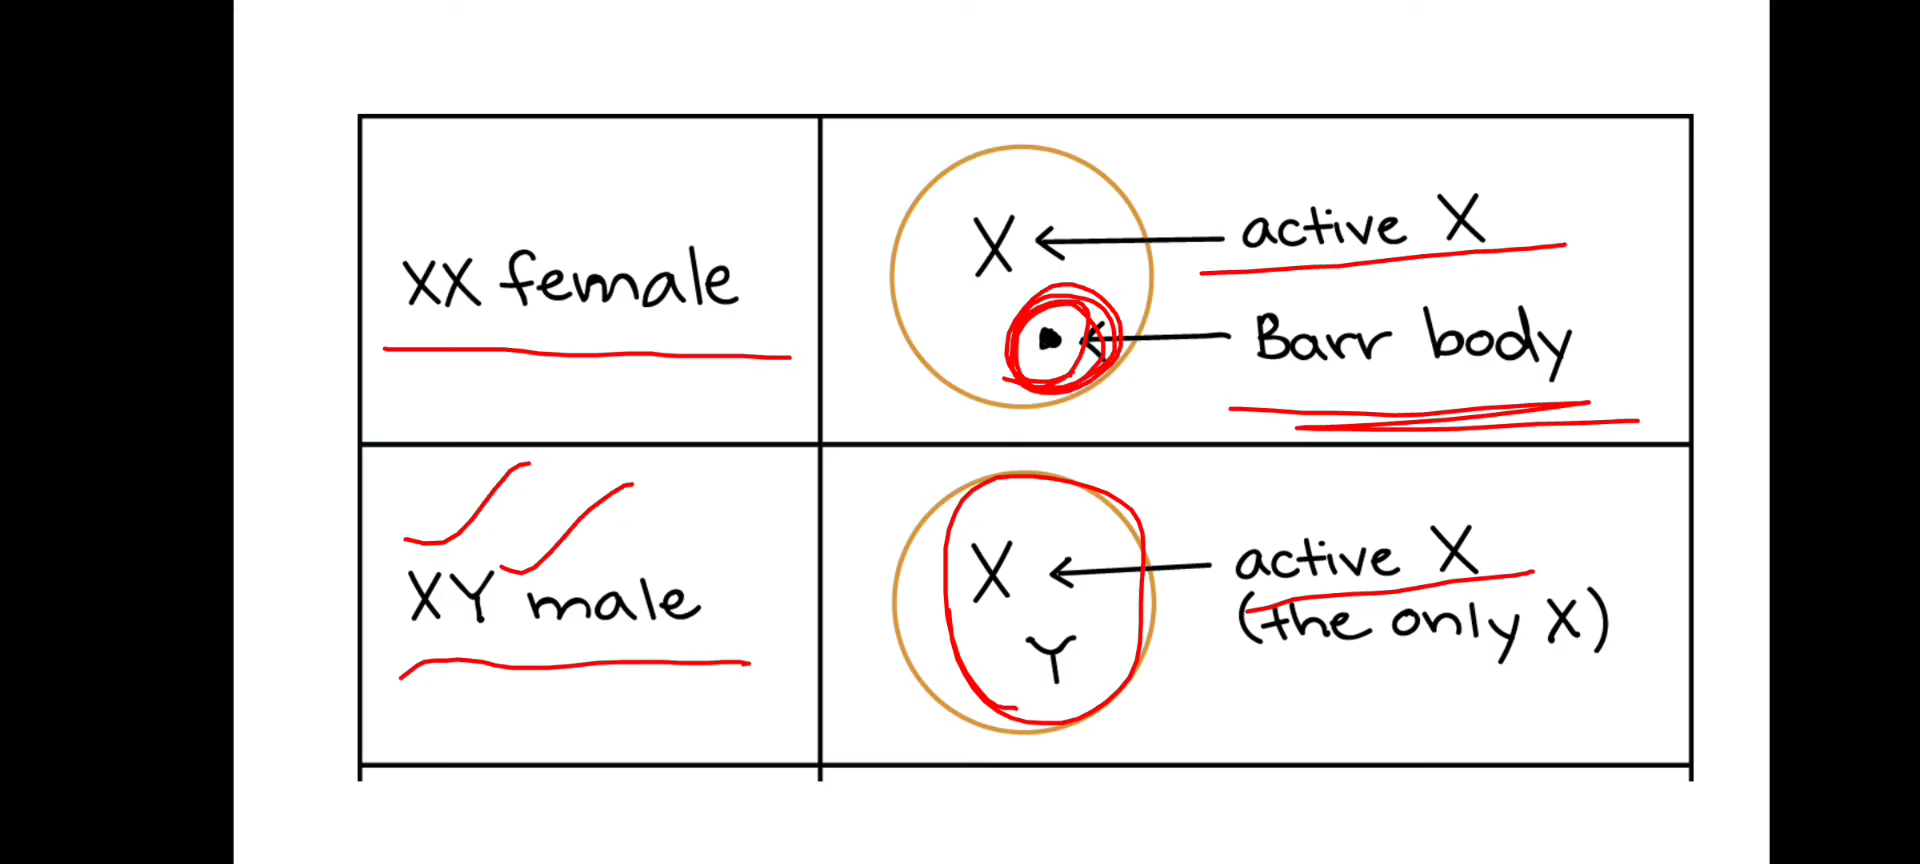 XX female
X
active X
Barr body
XY male
X
Y
active X
(the only X)